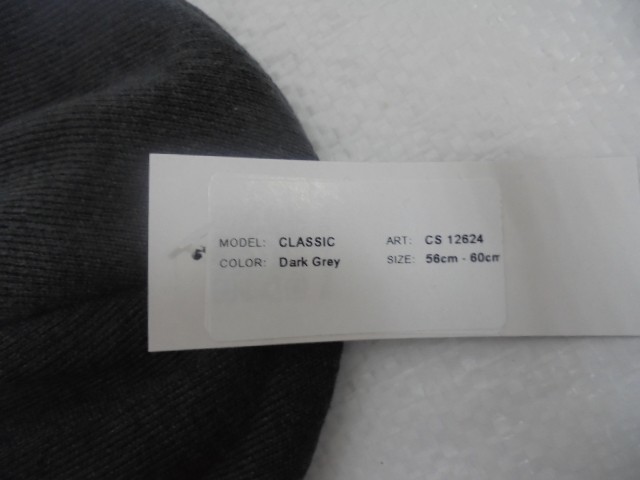 MODEL: CLASSIC ART: CS 12624
COLOR: Dark Grey SIZE: 56cm - 60cm